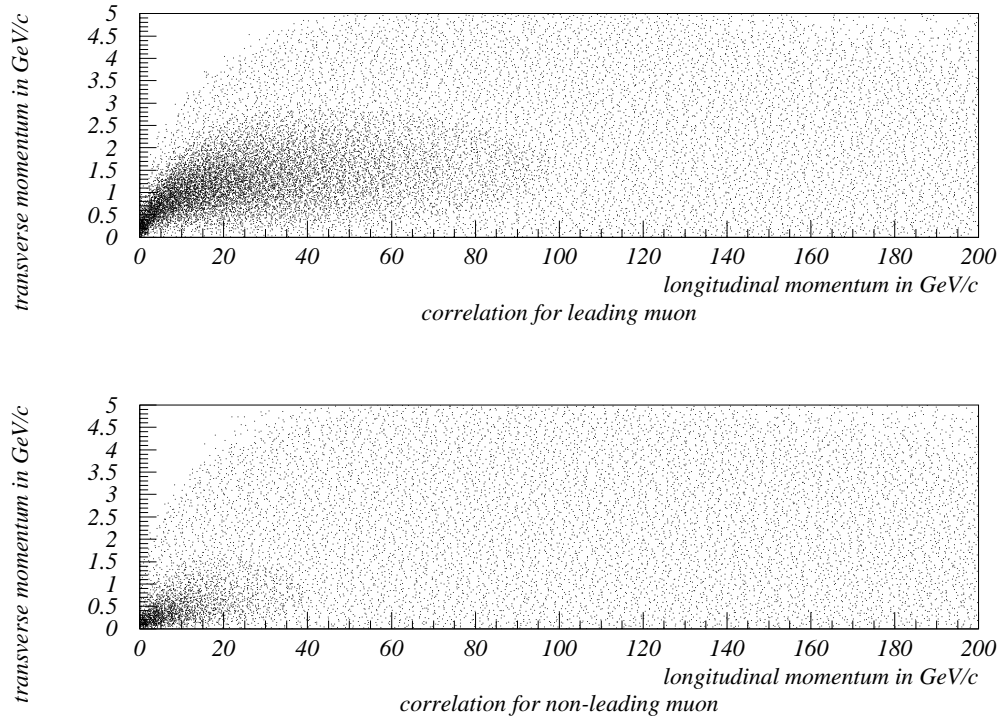 transverse momentum in GeV/c
5
4.5
4
3.5
3
2.5
2
1.5
1
0.5
0
0 20 40 60 80 100 120 140 160 180 200
longitudinal momentum in GeV/c
correlation for leading muon
transverse momentum in GeV/c
5
4.5
4
3.5
3
2.5
2
1.5
1
0.5
0
0 20 40 60 80 100 120 140 160 180 200
longitudinal momentum in GeV/c
correlation for non-leading muon